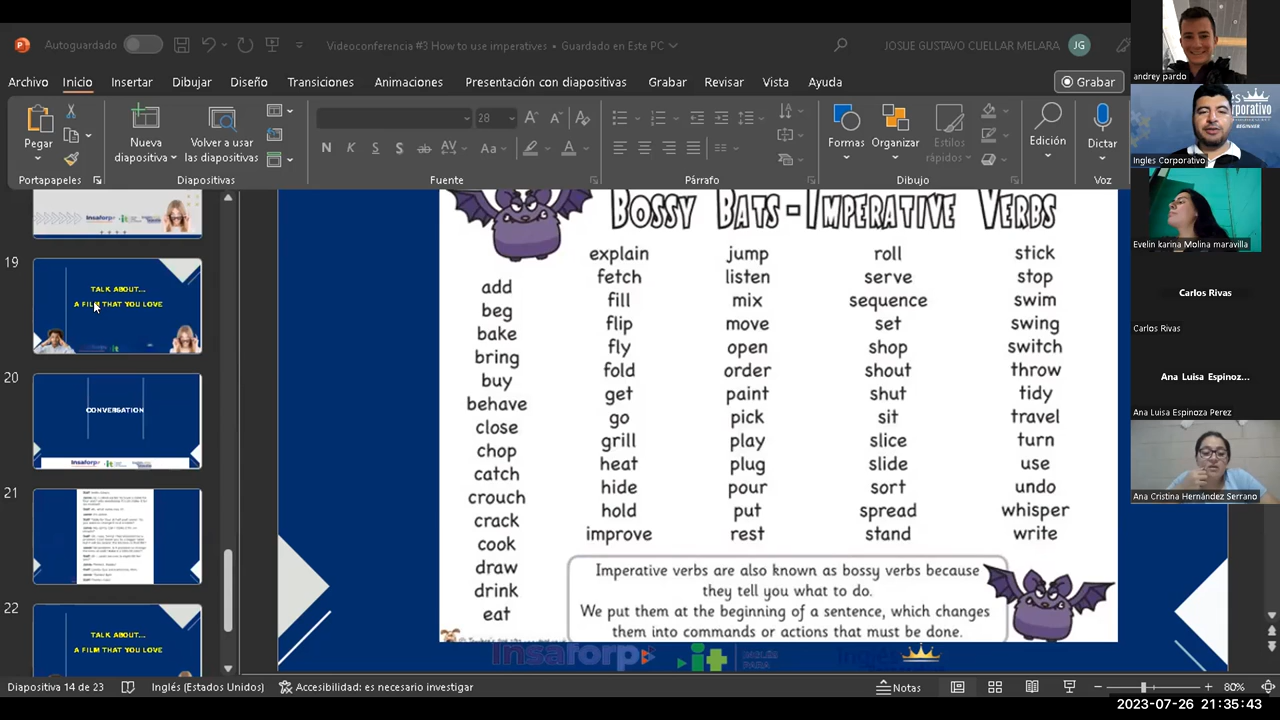 Autoguardado
Videoconferencia #3 How to use imperatives • Guardado en Este PC
JOSUE GUSTAVO CUELLAR MELARA
JG
Archivo
Inicio
Insertar
Dibujar
Diseño
Transiciones
Animaciones
Presentación con diapositivas
Grabar
Revisar
Vista
Ayuda
Grabar
Pegar
Nueva diapositiva
Volver a usar las diapositivas
28
Formas
Organizar
Estilos rápidos
Edición
Dictar
Portapapeles
Diapositivas
Fuente
Párrafo
Dibujo
Voz
19
TALK ABOUT...
A FILM THAT YOU LOVE
20
CONVERSATION
21
22
TALK ABOUT...
A FILM THAT YOU LOVE
BOSSY BATS - IMPERATIVE VERBS
add
beg
bake
bring
buy
behave
close
chop
catch
crouch
crack
cook
draw
drink
eat
explain
fetch
fill
flip
fly
fold
get
go
grill
heat
hide
hold
improve
jump
listen
mix
move
open
order
paint
pick
play
plug
pour
put
rest
roll
serve
sequence
set
shop
shout
shut
sit
slice
slide
sort
spread
stand
stick
stop
swim
swing
switch
throw
tidy
travel
turn
use
undo
whisper
write
Imperative verbs are also known as bossy verbs because
they tell you what to do.
We put them at the beginning of a sentence, which changes
them into commands or actions that must be done.
Insaforp
it
INGLÉS
PARA
Diapositiva 14 de 23
Inglés (Estados Unidos)
Accesibilidad: es necesario investigar
Notas
80%
andrey pardo
Ingles Corporativo
Evelin karina Molina maravilla
Carlos Rivas
Carlos Rivas
Ana Luisa Espinoz...
Ana Luisa Espinoza Perez
Ana Cristina Hernández Serrano
2023-07-26 21:35:43